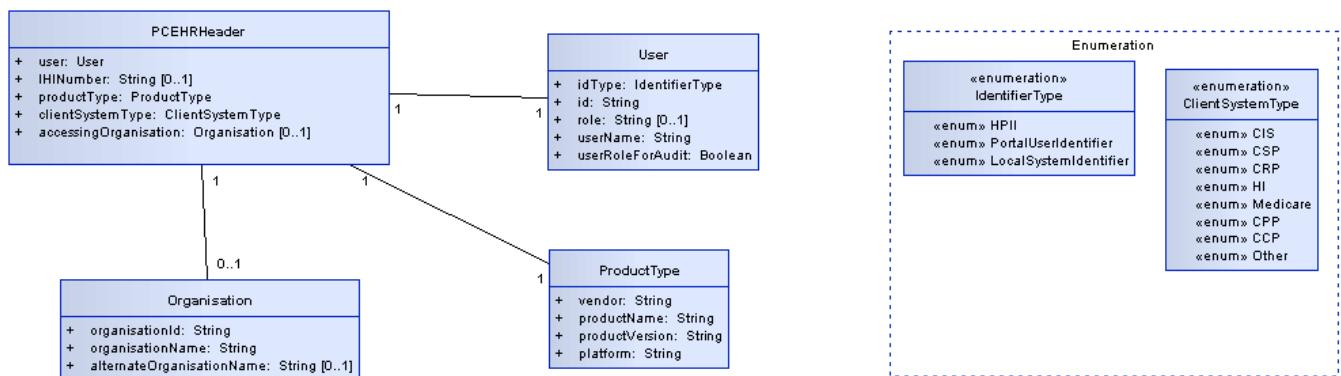 PCEHRHeader
+ user: User
+ IHINumber: String [0..1]
+ productType: ProductType
+ clientSystemType: ClientSystemType
+ accessingOrganisation: Organisation [0..1]
1
1
1
1
User
+ idType: IdentifierType
+ id: String
+ role: String [0..1]
+ userName: String
+ userRoleForAudit: Boolean
0..1
1
Organisation
+ organisationId: String
+ organisationName: String
+ alternateOrganisationName: String [0..1]
ProductType
+ vendor: String
+ productName: String
+ productVersion: String
+ platform: String
Enumeration
«enumeration»
IdentifierType
«enum» HPII
«enum» PortalUserIdentifier
«enum» LocalSystemIdentifier
«enumeration»
ClientSystemType
«enum» CIS
«enum» CSP
«enum» CRP
«enum» HI
«enum» Medicare
«enum» CPP
«enum» CCP
«enum» Other